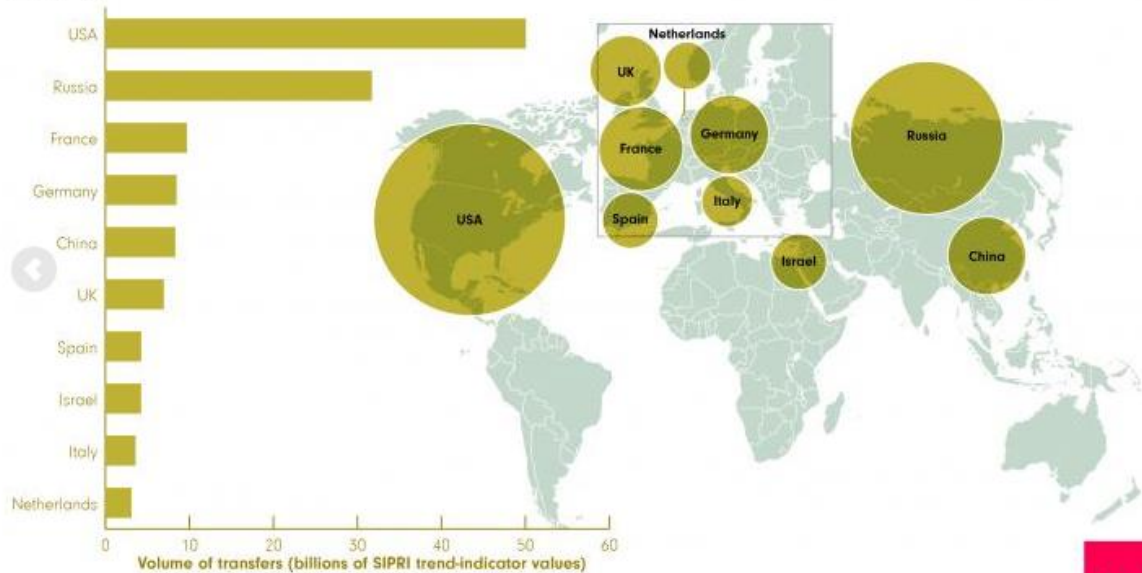 USA
Russia
France
Germany
China
UK
Spain
Israel
Italy
Netherlands
0 10 20 30 40 50 60
Volume of transfers (billions of SIPRI trend-indicator values)
Netherlands
UK
Germany
France
Italy
Spain
USA
Russia
Israel
China